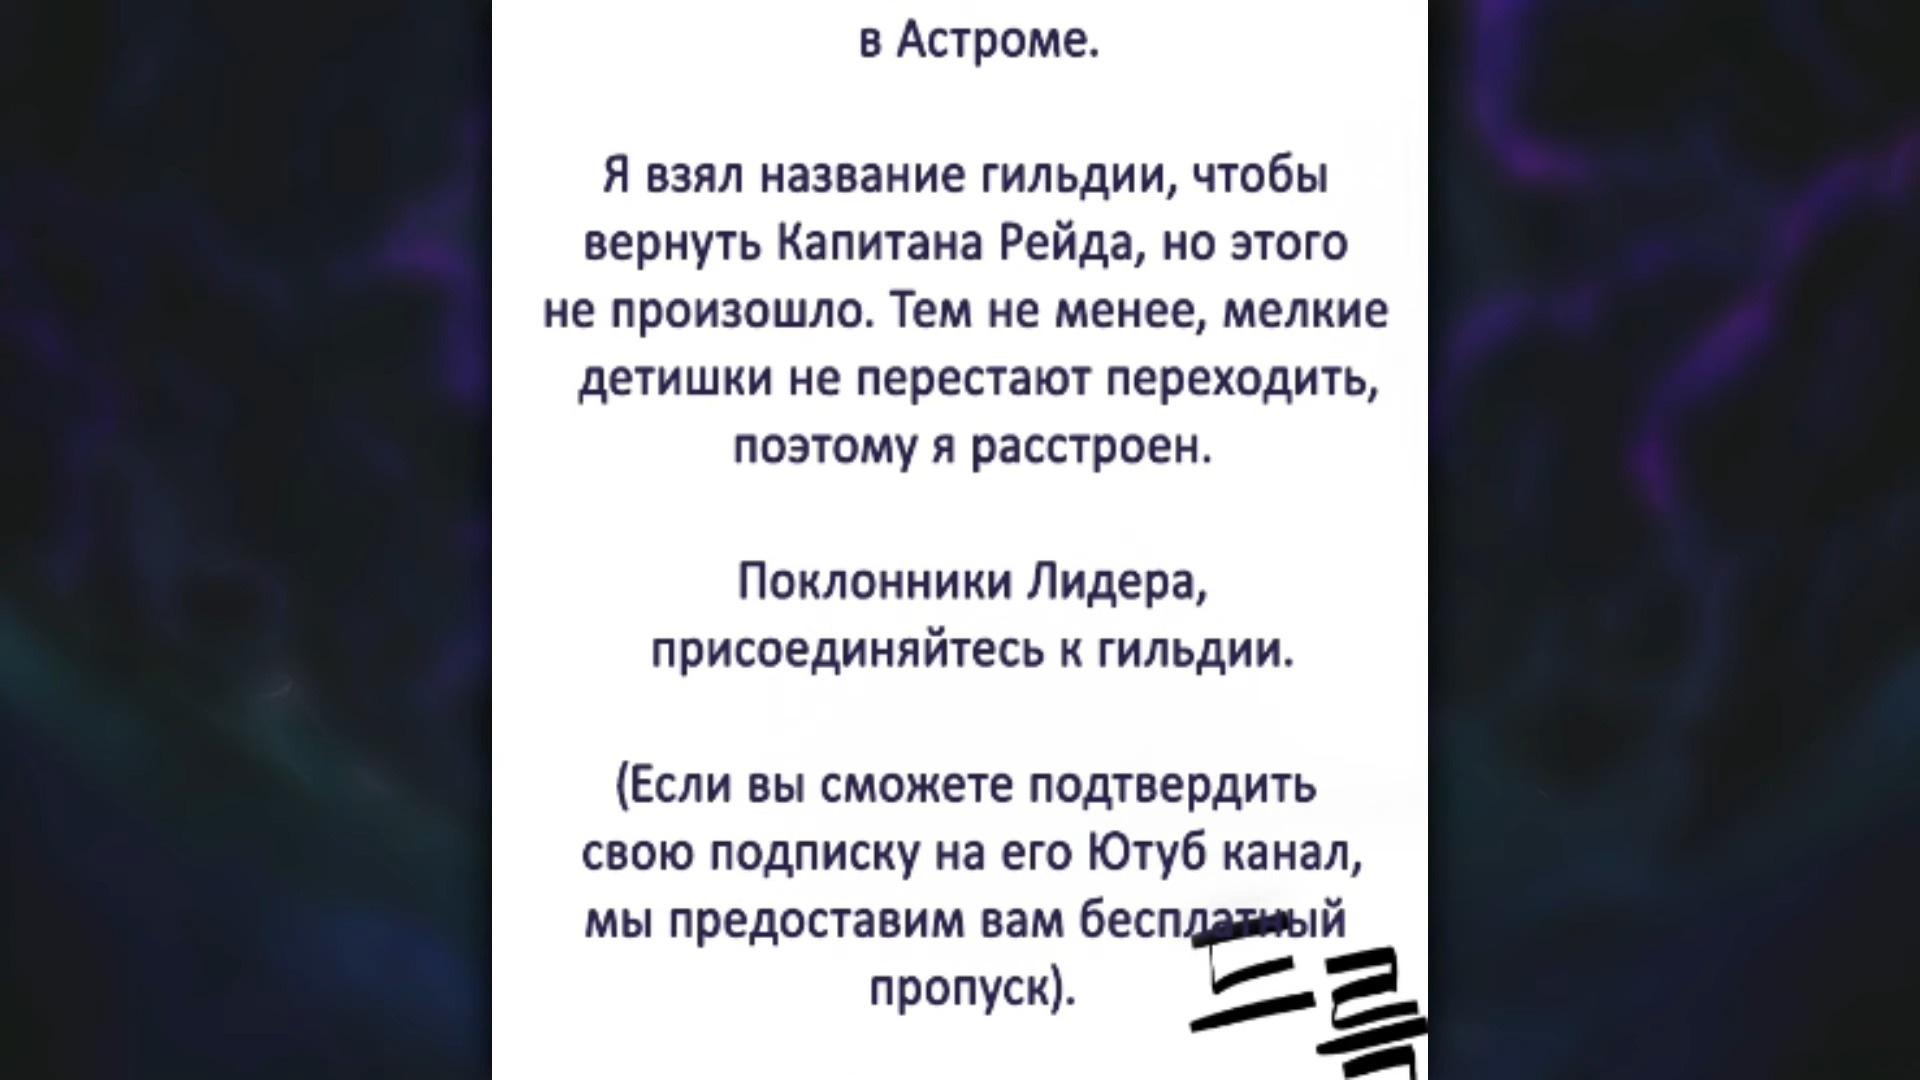 в Астроме.
Я взял название гильдии, чтобы
вернуть Капитана Рейда, но этого
не произошло. Тем не менее, мелкие
детишки не перестают переходить,
поэтому я расстроен.
Поклонники Лидера,
присоединяйтесь к гильдии.
(Если вы сможете подтвердить
свою подписку на его Ютуб канал,
мы предоставим вам бесплатный
пропуск).